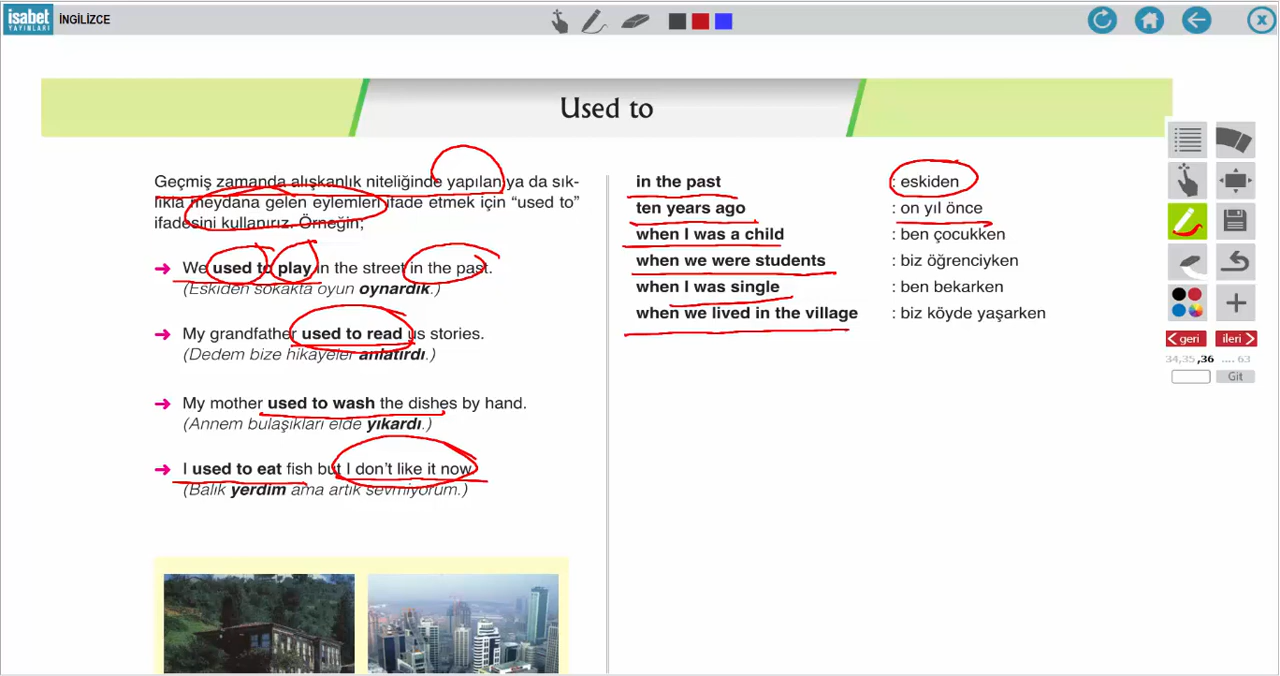 isabet
YAYINLARI
İNGİLİZCE
Used to
Geçmiş zamanda alışkanlık niteliğinde yapılan ya da sık-
lıkla meydana gelen eylemleri ifade etmek için “used to”
ifadesini kullanırız. Örneğin;
We used to play in the street in the past.
(Eskiden sokakta oyun oynardık.)
My grandfather used to read us stories.
(Dedem bize hikayeler anlatırdı.)
My mother used to wash the dishes by hand.
(Annem bulaşıkları elde yıkardı.)
I used to eat fish but I don’t like it now.
(Balık yerdim ama artık sevmiyorum.)
in the past : eskiden
ten years ago : on yıl önce
when I was a child : ben çocukken
when we were students : biz öğrenciyken
when I was single : ben bekarken
when we lived in the village : biz köyde yaşarken
geri ileri
34,35,36 .... 63
Git